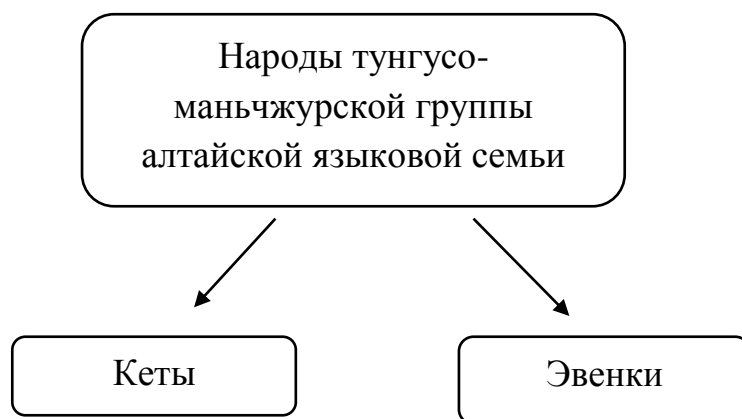 Народы тунгусо-
маньчжурской группы
алтайской языковой семьи
Кеты
Эвенки